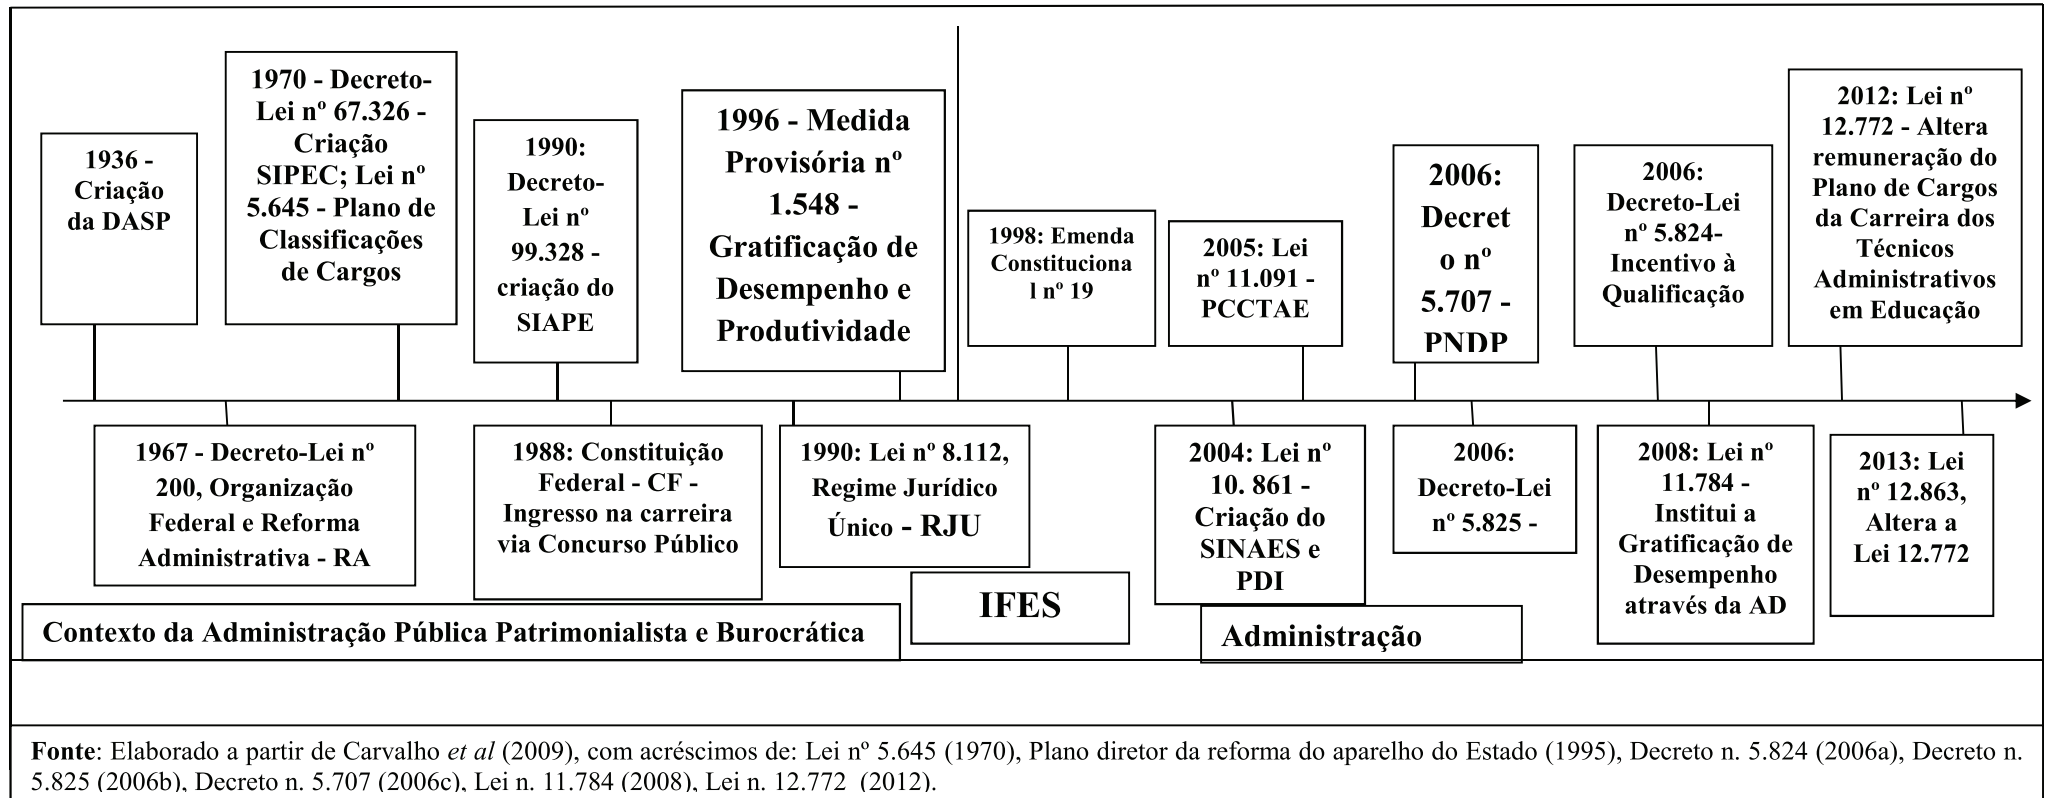 1936 -
Criação
da DASP
1970 - Decreto-
Lei nº 67.326 -
Criação
SIPEC; Lei nº
5.645 - Plano de
Classificações
de Cargos
1990:
Decreto-
Lei nº
99.328 -
criação do
SIAPE
1996 - Medida
Provisória nº
1.548 -
Gratificação de
Desempenho e
Produtividade
1998: Emenda
Constituciona
l nº 19
2005: Lei
nº 11.091 -
PCCTAE
2006:
Decret
o nº
5.707 -
PNDP
2006:
Decreto-Lei
nº 5.824-
Incentivo à
Qualificação
2012: Lei nº
12.772 - Altera
remuneração do
Plano de Cargos
da Carreira dos
Técnicos
Administrativos
em Educação
1967 - Decreto-Lei nº
200, Organização
Federal e Reforma
Administrativa - RA
1988: Constituição
Federal - CF -
Ingresso na carreira
via Concurso Público
1990: Lei nº 8.112,
Regime Jurídico
Único - RJU
2004: Lei nº
10. 861 -
Criação do
SINAES e
PDI
2006:
Decreto-Lei
nº 5.825 -
2008: Lei nº
11.784 -
Institui a
Gratificação de
Desempenho
através da AD
2013: Lei
nº 12.863,
Altera a
Lei 12.772
Contexto da Administração Pública Patrimonialista e Burocrática
IFES
Administração
Fonte: Elaborado a partir de Carvalho et al (2009), com acréscimos de: Lei nº 5.645 (1970), Plano diretor da reforma do aparelho do Estado (1995), Decreto n. 5.824 (2006a), Decreto n.
5.825 (2006b), Decreto n. 5.707 (2006c), Lei n. 11.784 (2008), Lei n. 12.772 (2012).